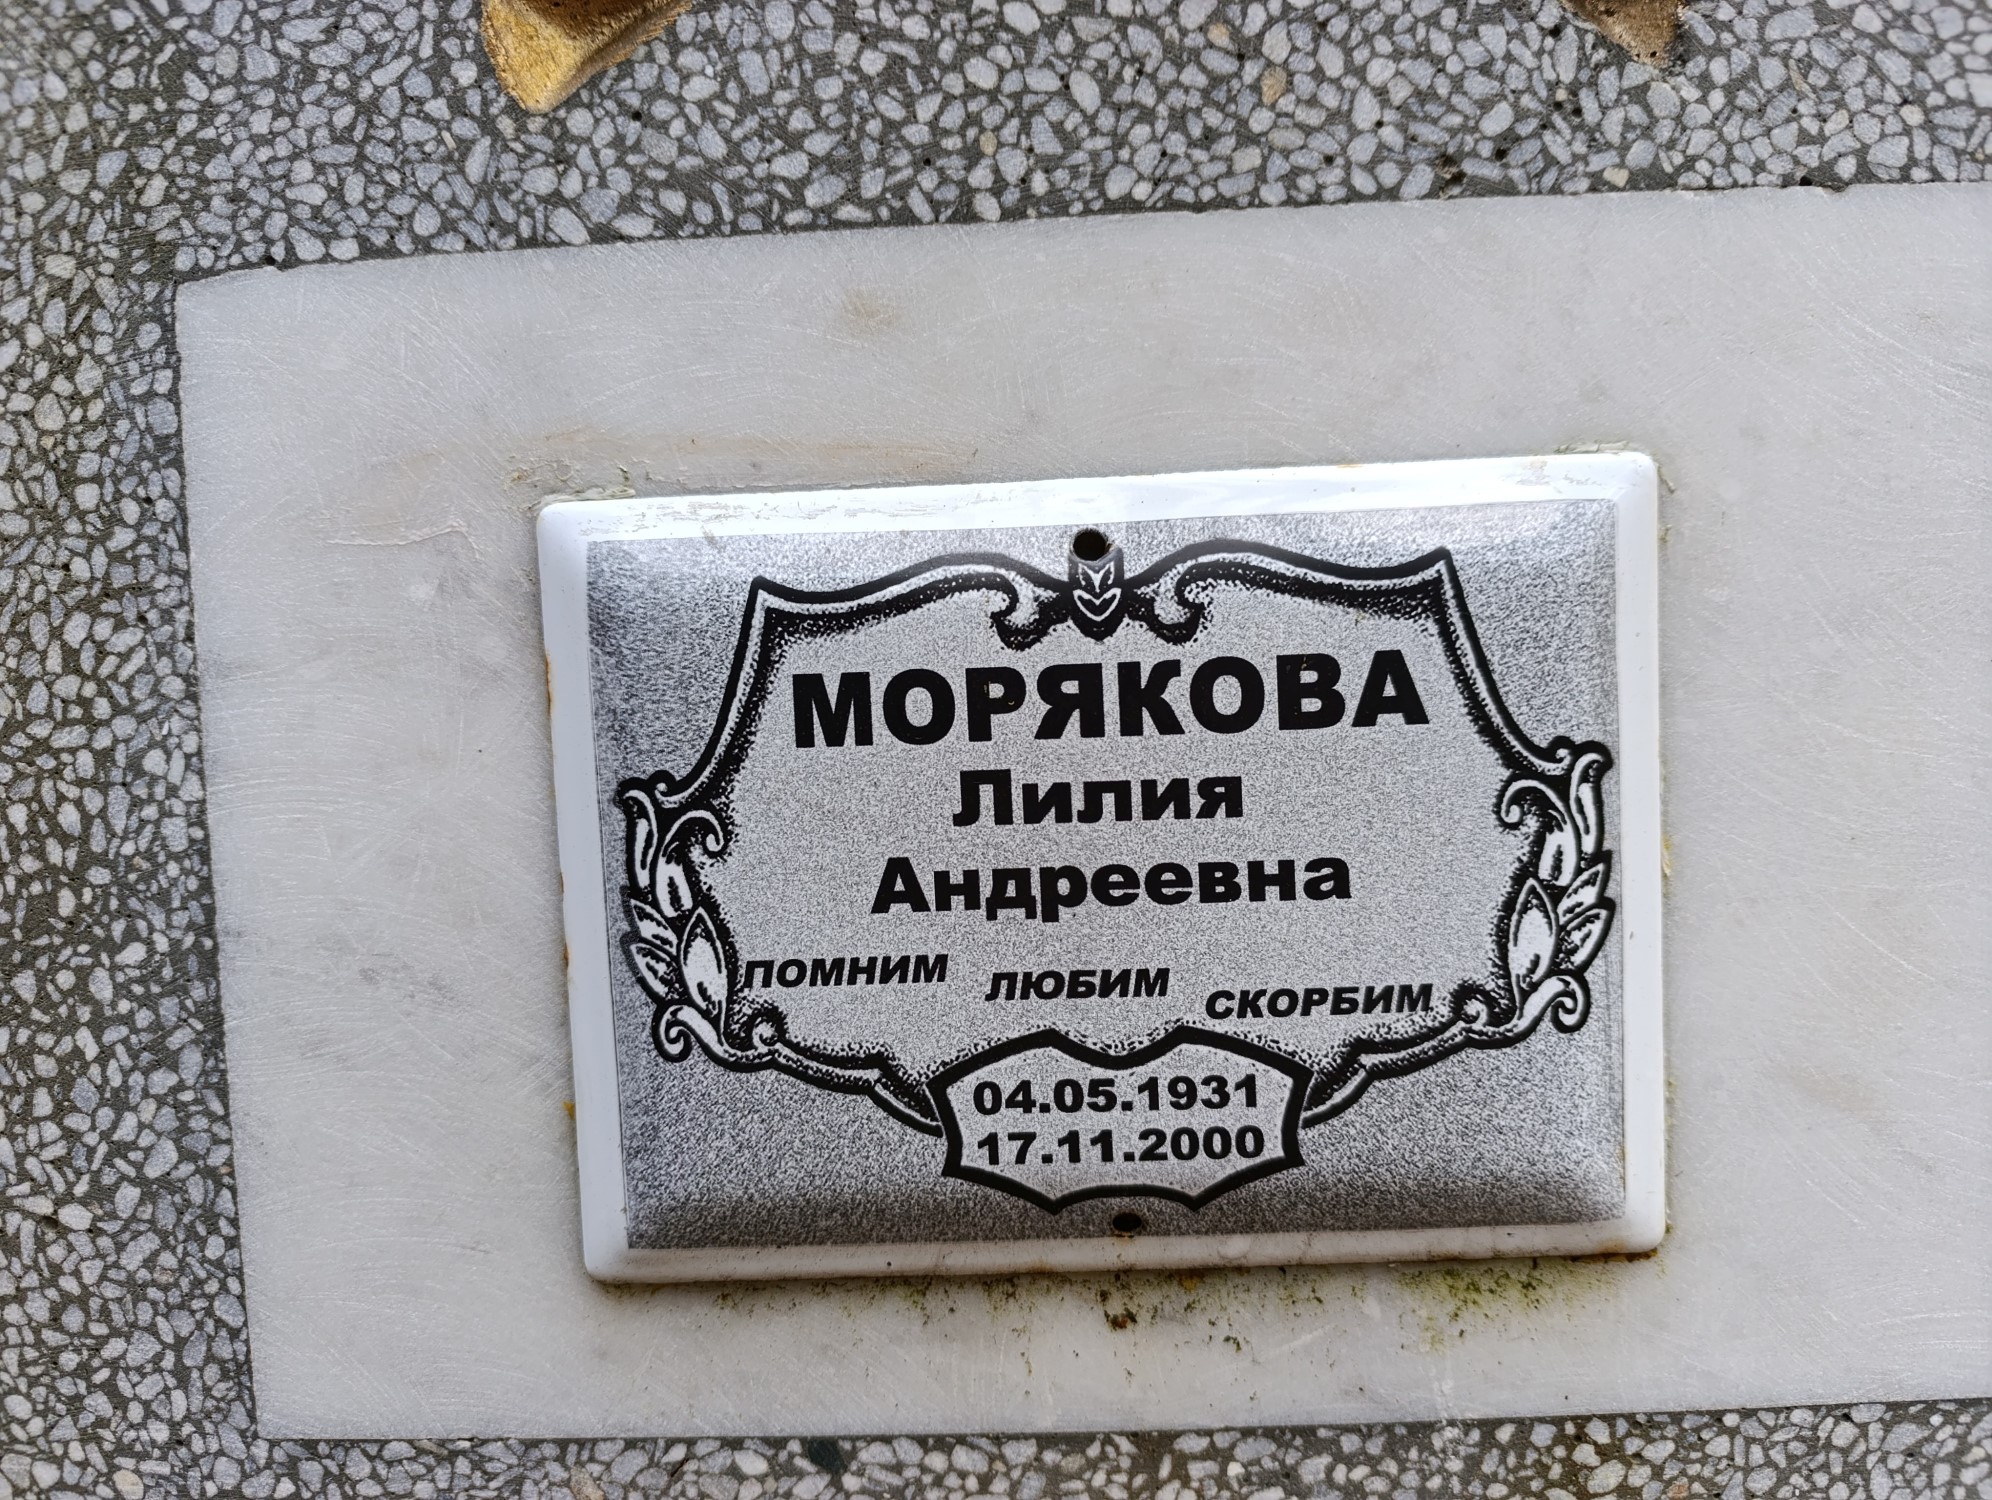 МОРЯКОВА
Лилия
Андреевна
ПОМНИМ ЛЮБИМ СКОРБИМ
04.05.1931
17.11.2000